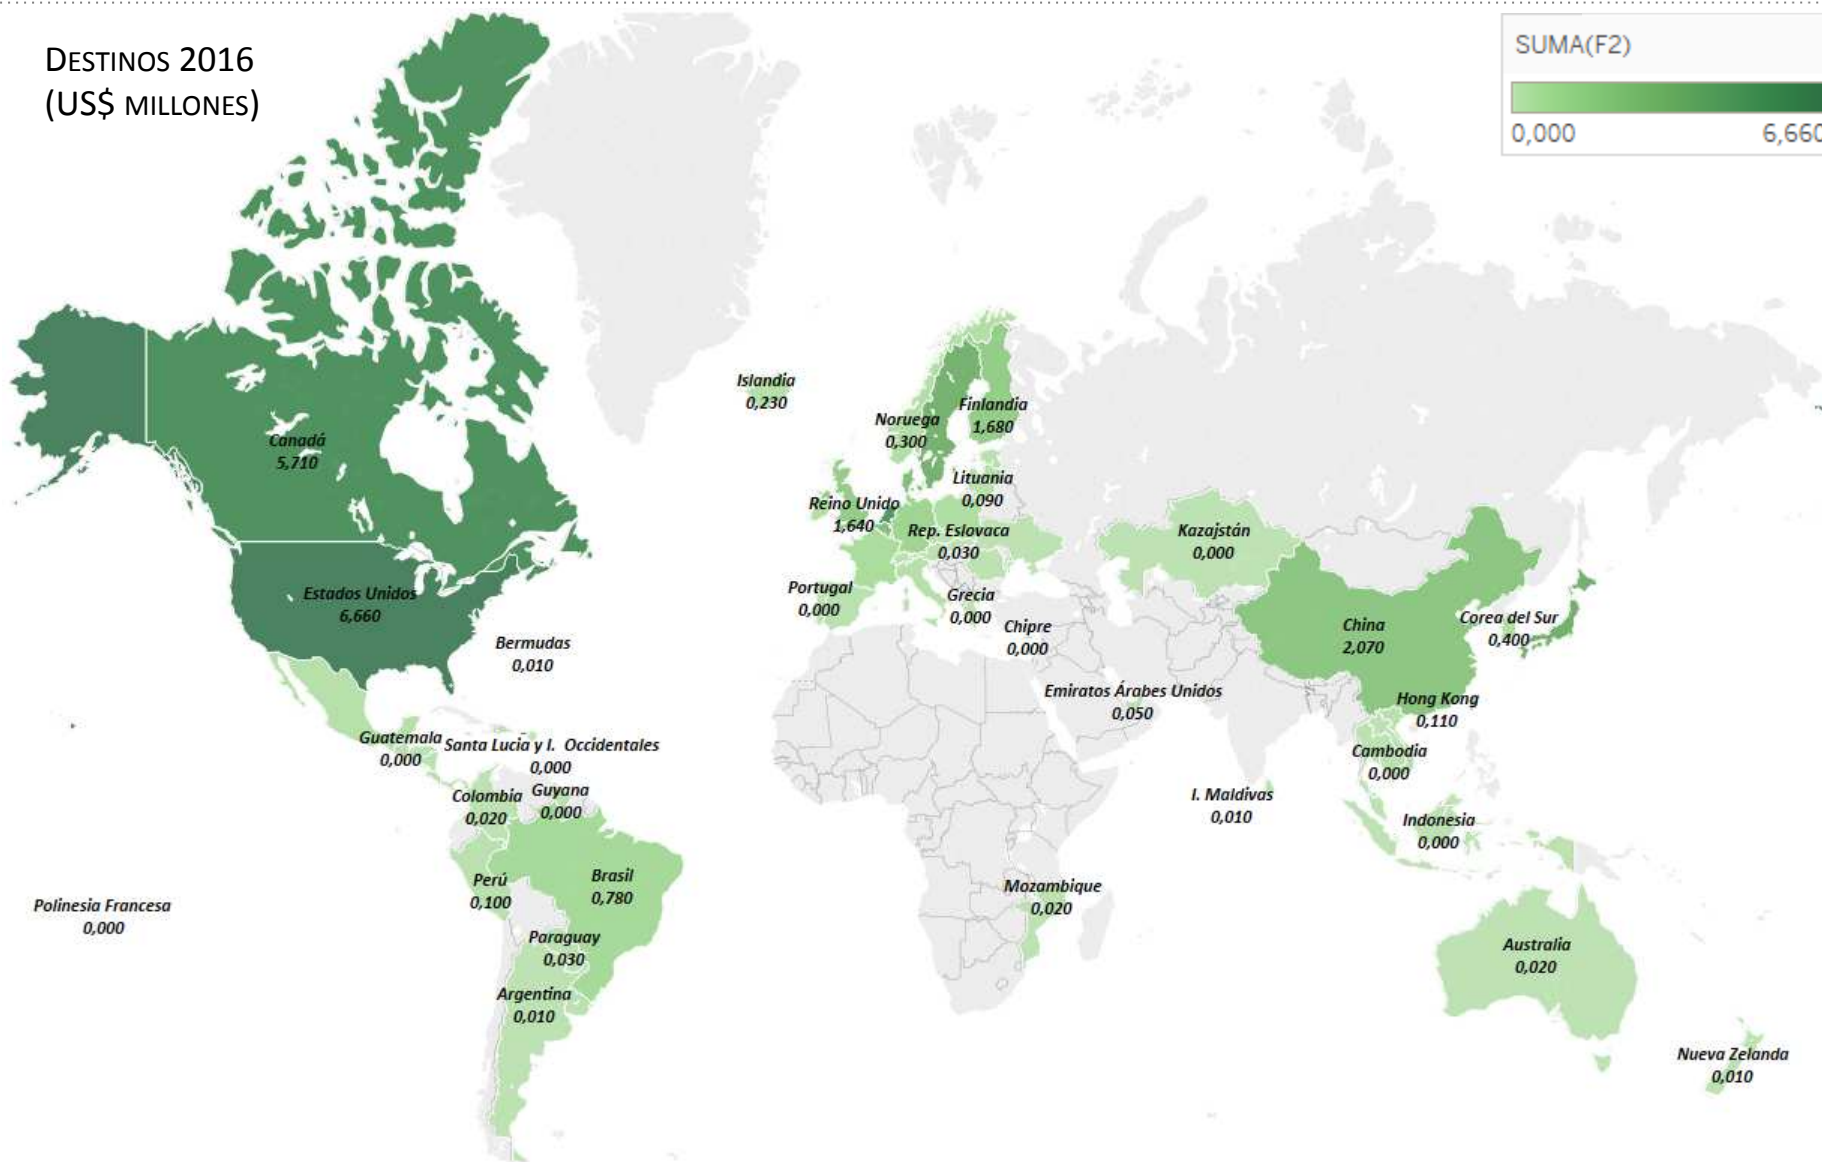 DESTINOS 2016
(US$ MILLONES)
SUMA(F2)
0,000 6,660
Islandia
0,230
Noruega
0,300
Finlandia
1,680
Canadá
5,710
Lituania
0,090
Reino Unido
1,640
Rep. Eslovaca
0,030
Kazajstán
0,000
Estados Unidos
6,660
Portugal
0,000
Grecia
0,000
Chipre
0,000
China
2,070
Corea del Sur
0,400
Bermudas
0,010
Emiratos Árabes Unidos
0,050
Hong Kong
0,110
Guatemala
0,000
Santa Lucia y I. Occidentales
0,000
Cambodia
0,000
Colombia
0,020
Guyana
0,000
I. Maldivas
0,010
Indonesia
0,000
Perú
0,100
Brasil
0,780
Mozambique
0,020
Polinesia Francesa
0,000
Paraguay
0,030
Australia
0,020
Argentina
0,010
Nueva Zelanda
0,010